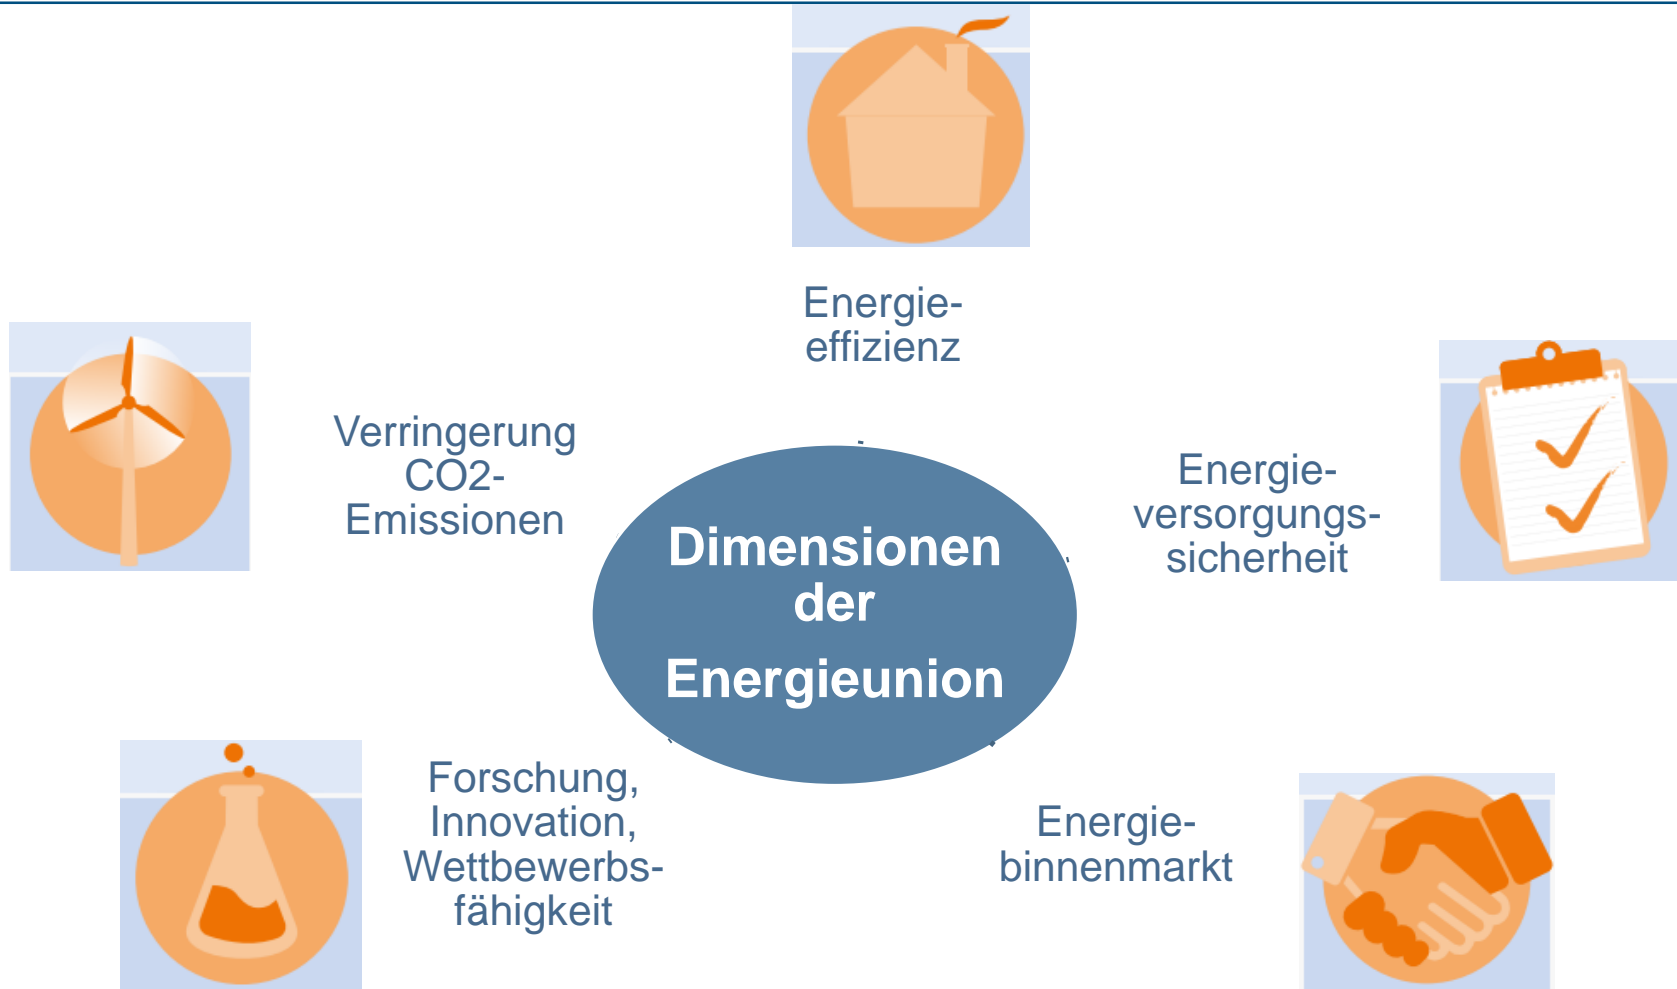 Energie-
effizienz
Verringerung
CO2-
Emissionen
Energie-
versorgungs-
sicherheit
Dimensionen
der
Energieunion
Forschung,
Innovation,
Wettbewerbs-
fähigkeit
Energie-
binnenmarkt